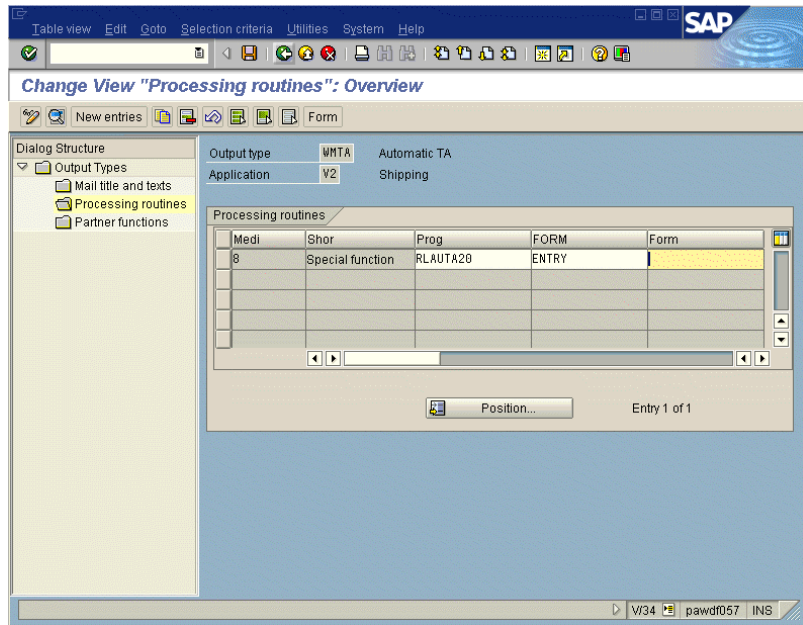 Table view Edit Goto Selection criteria Utilities System Help
SAP
Change View "Processing routines": Overview
New entries Form
Dialog Structure
Output Types
Mail title and texts
Processing routines
Partner functions
Output type WMTA Automatic TA
Application V2 Shipping
Processing routines
Medi Shor Prog FORM Form
8 Special function RLAUTA20 ENTRY
Position... Entry 1 of 1
V/34 pawdf057 INS